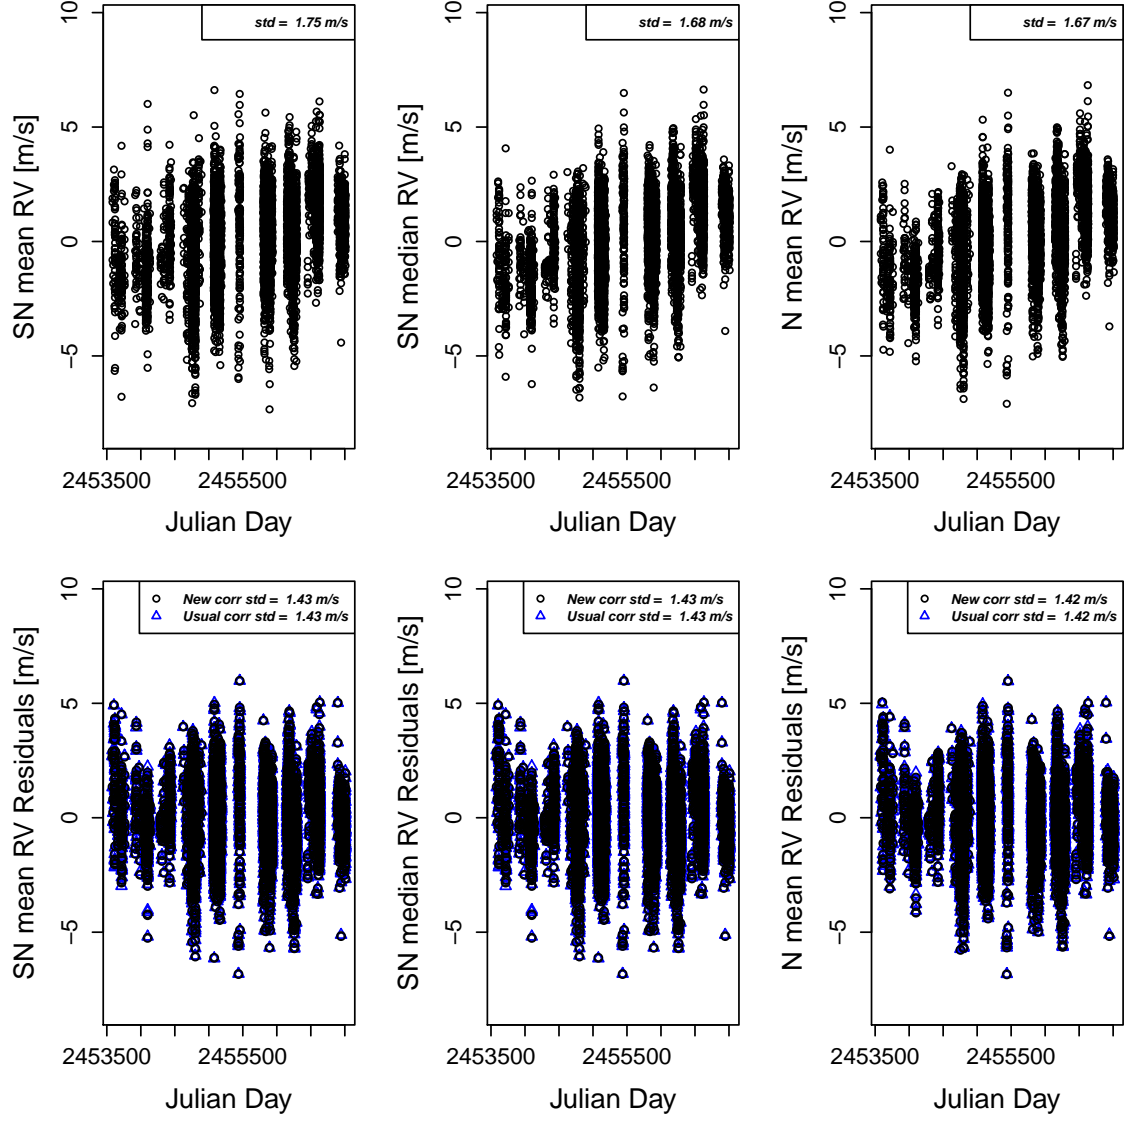 std = 1.75 m/s
SN mean RV [m/s]
10
5
0
−5
2453500 2455500
Julian Day
std = 1.68 m/s
SN median RV [m/s]
10
5
0
−5
2453500 2455500
Julian Day
std = 1.67 m/s
N mean RV [m/s]
10
5
0
−5
2453500 2455500
Julian Day
New corr std = 1.43 m/s
Usual corr std = 1.43 m/s
SN mean RV Residuals [m/s]
10
5
0
−5
2453500 2455500
Julian Day
New corr std = 1.43 m/s
Usual corr std = 1.43 m/s
SN median RV Residuals [m/s]
10
5
0
−5
2453500 2455500
Julian Day
New corr std = 1.42 m/s
Usual corr std = 1.42 m/s
N mean RV Residuals [m/s]
10
5
0
−5
2453500 2455500
Julian Day